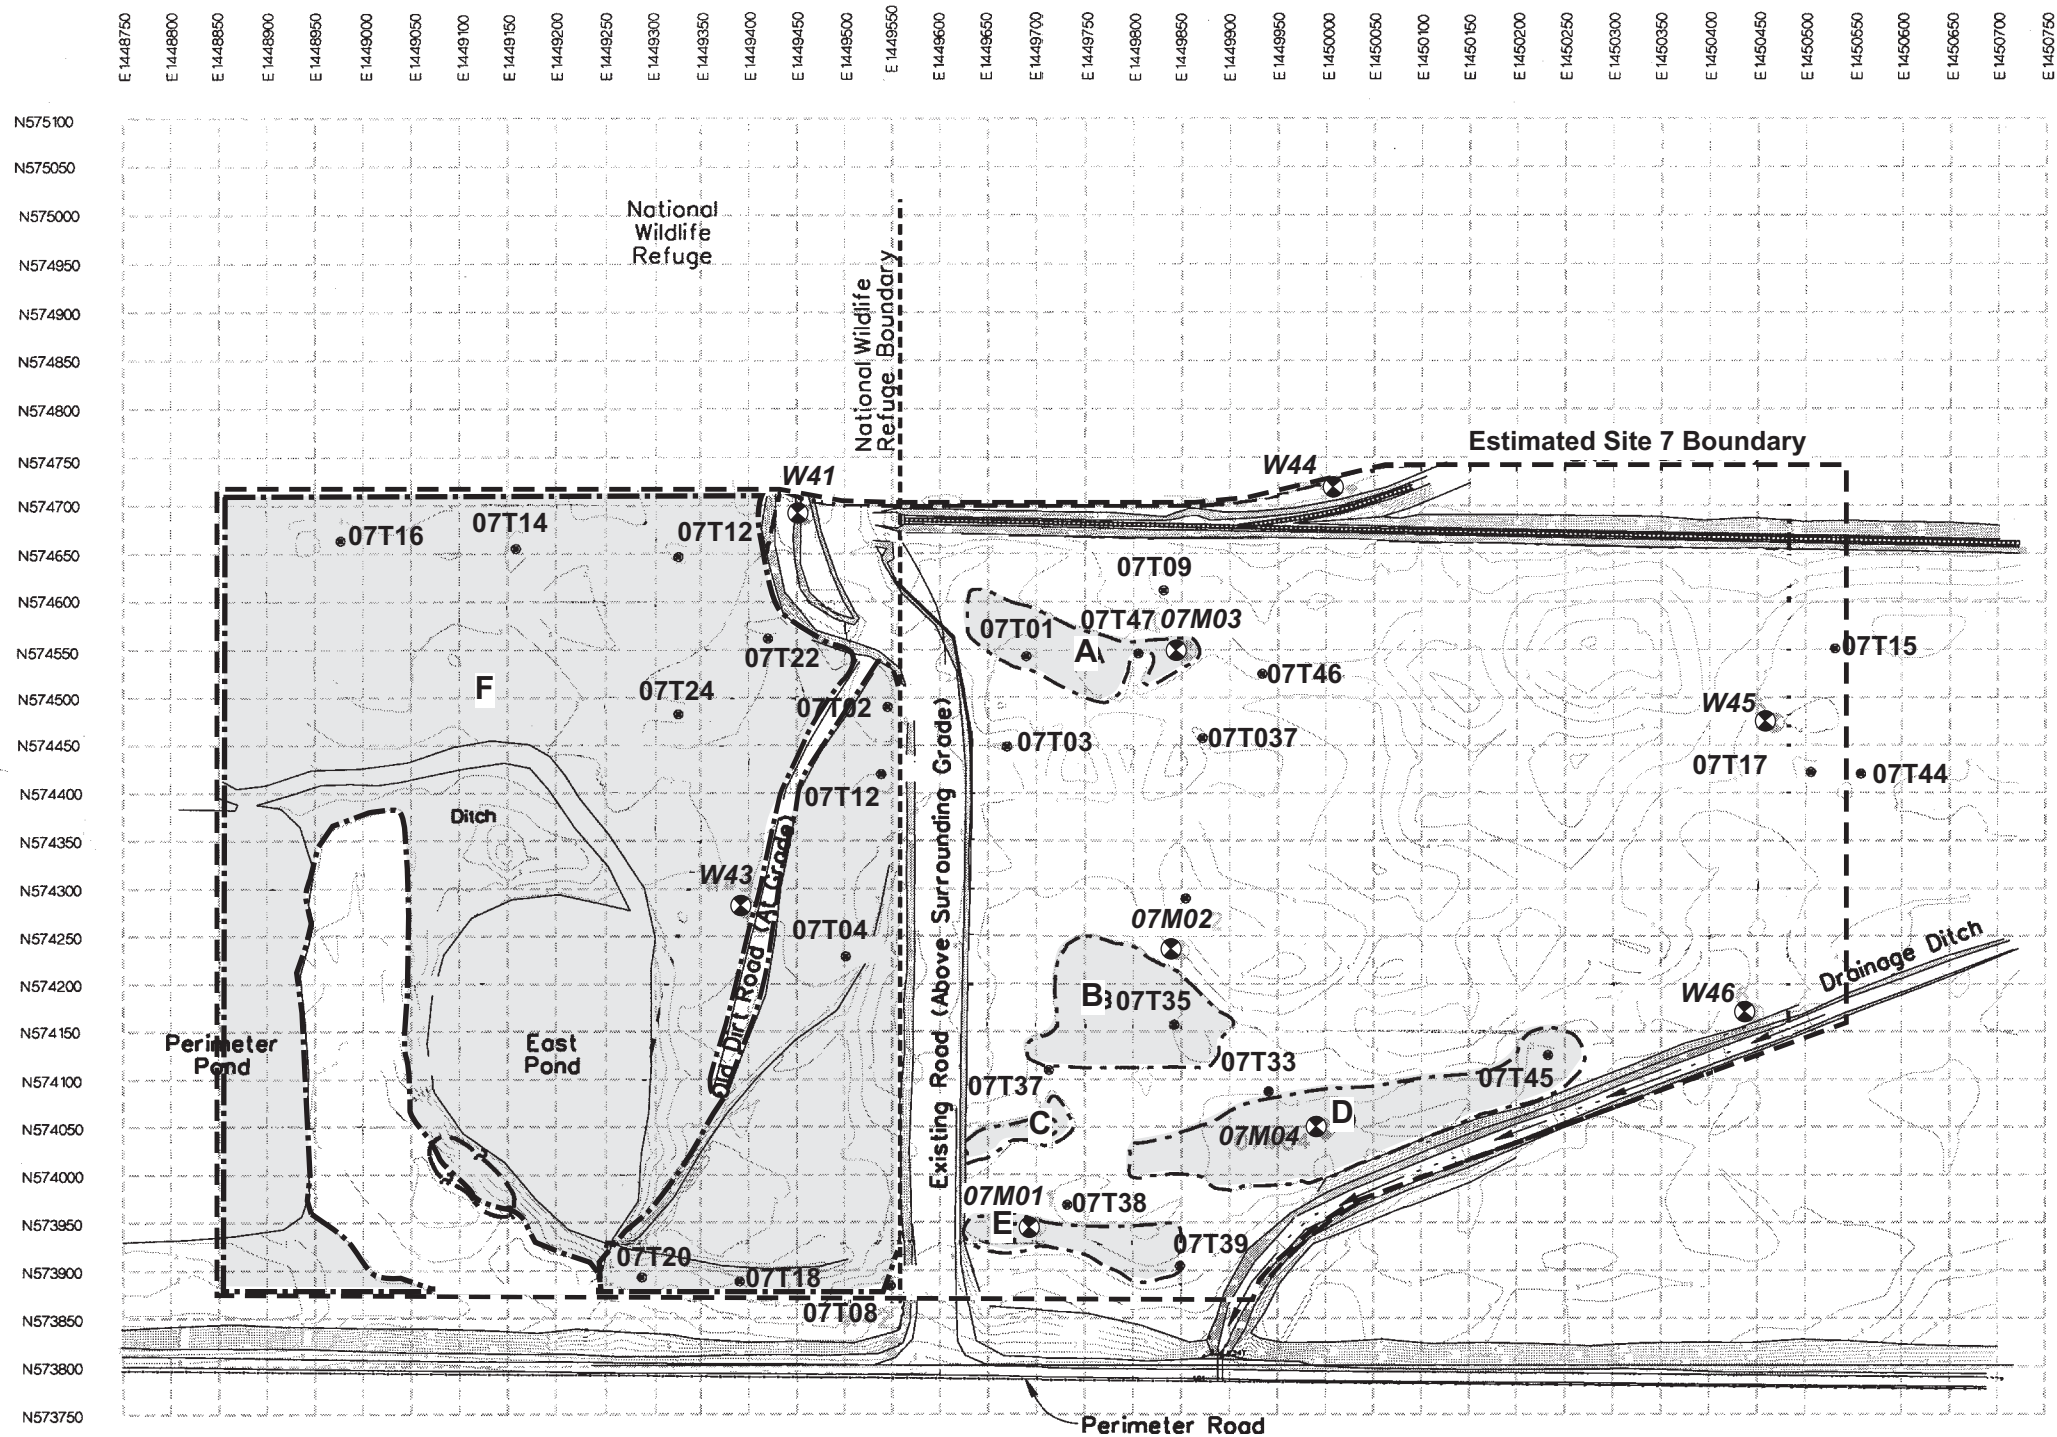 E 1448750
E 1448800
E 1448850
E 1448900
E 1448950
E 1449000
E 1449050
E 1449100
E 1449150
E 1449200
E 1449250
E 1449300
E 1449350
E 1449400
E 1449450
E 1449500
E 1449550
E 1449600
E 1449650
E 1449700
E 1449750
E 1449800
E 1449850
E 1449900
E 1449950
E 1450000
E 1450050
E 1450100
E 1450150
E 1450200
E 1450250
E 1450300
E 1450350
E 1450400
E 1450450
E 1450500
E 1450550
E 1450600
E 1450650
E 1450700
E 1450750
N575100
N575050
N575000
N574950
N574900
N574850
N574800
N574750
N574700
N574650
N574600
N574550
N574500
N574450
N574400
N574350
N574300
N574250
N574200
N574150
N574100
N574050
N574000
N573950
N573900
N573850
N573800
N573750
National
Wildlife
Refuge
National Wildlife
Refuge Boundary
Estimated Site 7 Boundary
W41
W44
07T16
07T14
07T12
07T09
07T01
07T47
07M03
A
07T22
07T15
07T46
F
07T24
07T02
W45
07T03
07T037
07T17
07T44
07T12
Ditch
W43
07T04
07M02
Old Dirt Road (At Grade)
Existing Road (Above Surrounding Grade)
Drainage Ditch
B
07T35
W46
Perimeter
Pond
East
Pond
07T33
07T37
07T45
C
D
07M04
07M01
07T38
E
07T39
07T20
07T18
07T08
Perimeter Road